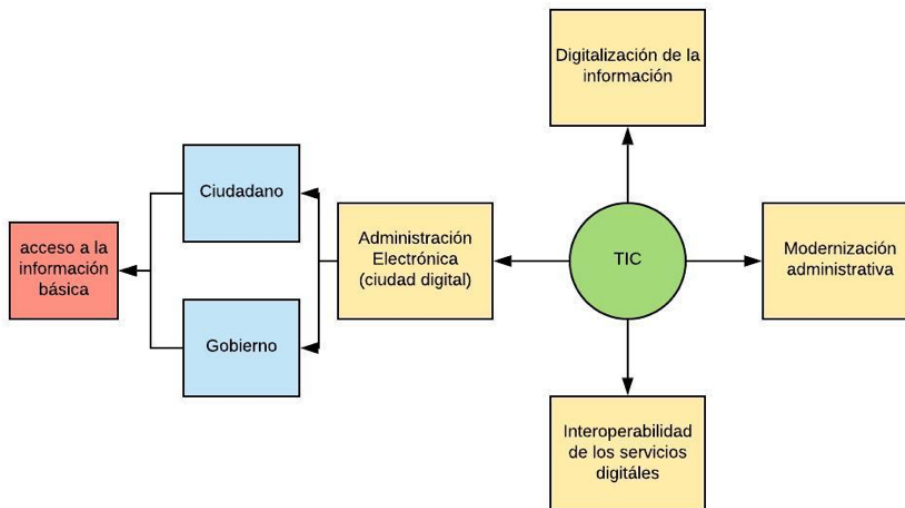 Digitalización de la
información
Ciudadano
acceso a la
información
básica
Administración
Electrónica
(ciudad digital)
TIC
Modernización
administrativa
Gobierno
Interoperabilidad
de los servicios
digitáles